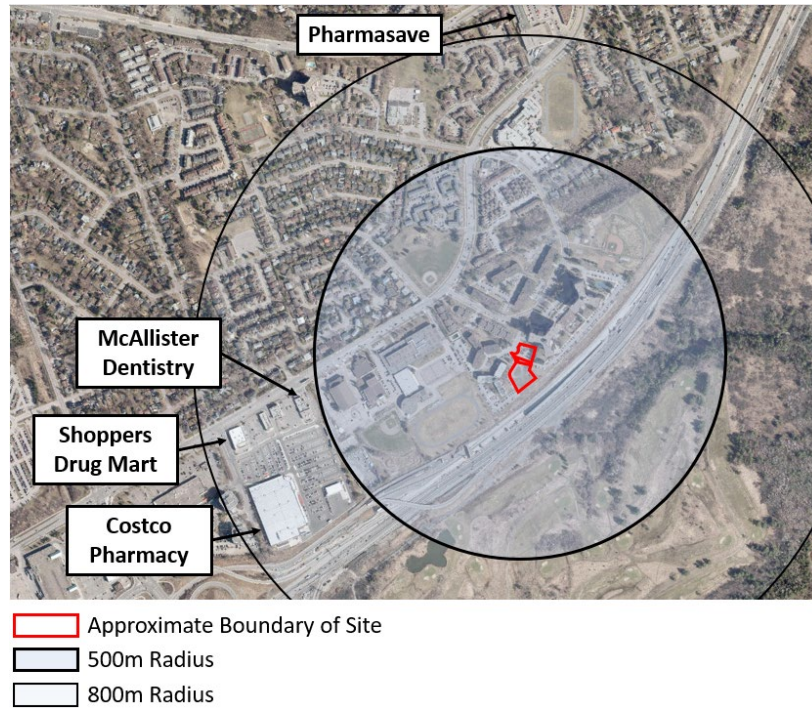 Pharmasave
McAllister
Dentistry
Shoppers
Drug Mart
Costco
Pharmacy
Approximate Boundary of Site
500m Radius
800m Radius